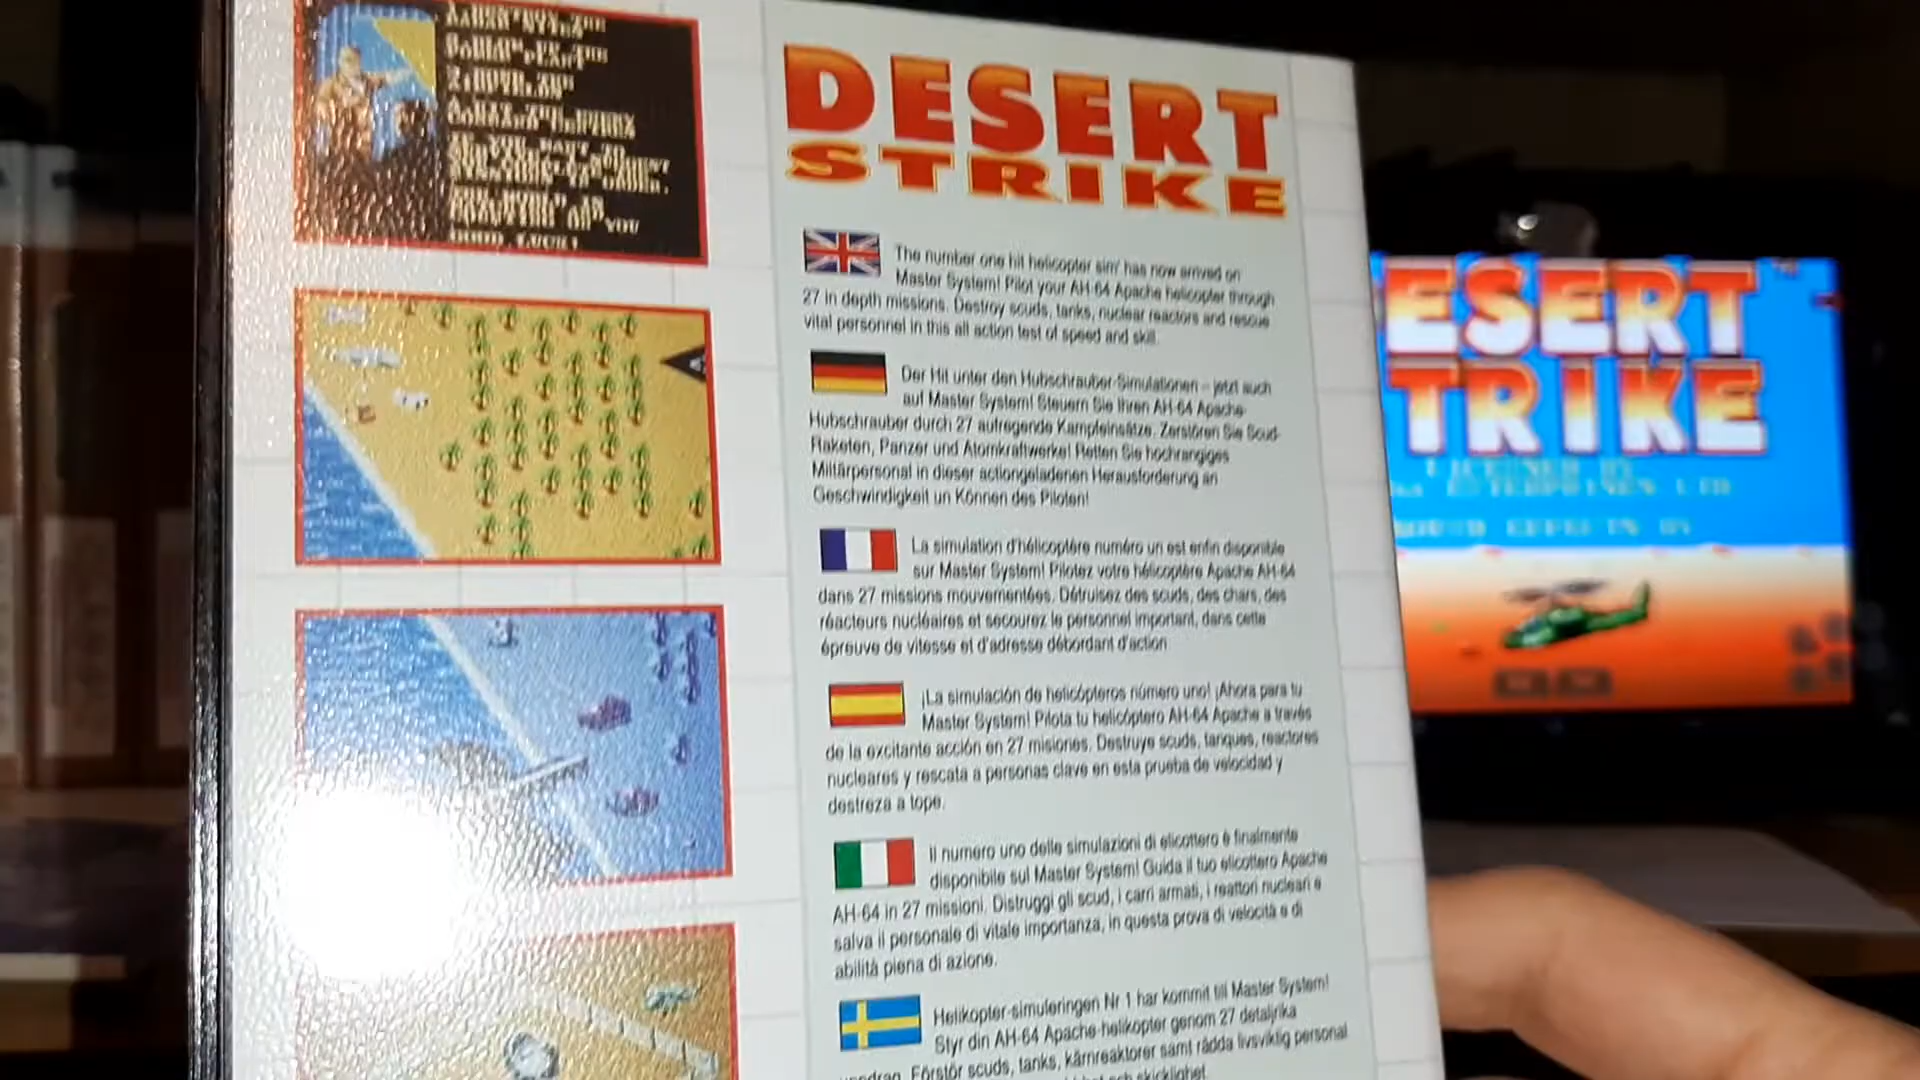 DESERT
STRIKE
The number one hit helicopter sim' has now arrived on
Master System! Pilot your AH-64 Apache helicopter through
27 in depth missions. Destroy scuds, tanks, nuclear reactors and rescue
vital personnel in this all action test of speed and skill.
Der Hit unter den Hubschrauber-Simulationen – jetzt auch
auf Master System! Steuern Sie Ihren AH-64 Apache-
Hubschrauber durch 27 aufregende Kampfeinsätze. Zerstören Sie Scud-
Raketen, Panzer und Atomkraftwerke! Retten Sie hochrangiges
Militärpersonal in dieser actiongeladenen Herausforderung an
Geschwindigkeit un Können des Piloten!
La simulation d'hélicoptère numéro un est enfin disponible
sur Master System! Pilotez votre hélicoptère Apache AH-64
dans 27 missions mouvementées. Détruisez des scuds, des chars, des
réacteurs nucléaires et secourez le personnel important, dans cette
épreuve de vitesse et d'adresse débordant d'action
¡La simulación de helicópteros número uno! ¡Ahora para tu
Master System! Pilota tu helicóptero AH-64 Apache a través
de la excitante acción en 27 misiones. Destruye scuds, tanques, reactores
nucleares y rescata a personas clave en esta prueba de velocidad y
destreza a tope.
Il numero uno delle simulazioni di elicottero è finalmente
disponibile sul Master System! Guida il tuo elicottero Apache
AH-64 in 27 missioni. Distruggi gli scud, i carri armati, i reattori nucleari e
salva il personale di vitale importanza, in questa prova di velocità e di
abilità piena di azione.
Helikopter-simuleringen Nr 1 har kommit till Master System!
Styr din AH-64 Apache-helikopter genom 27 detaljrika
uppdrag. Förstör scuds, tanks, kärnreaktorer samt rädda livsviktig personal
och skicklighet.
ESERT
TRIKE
LICENSED BY